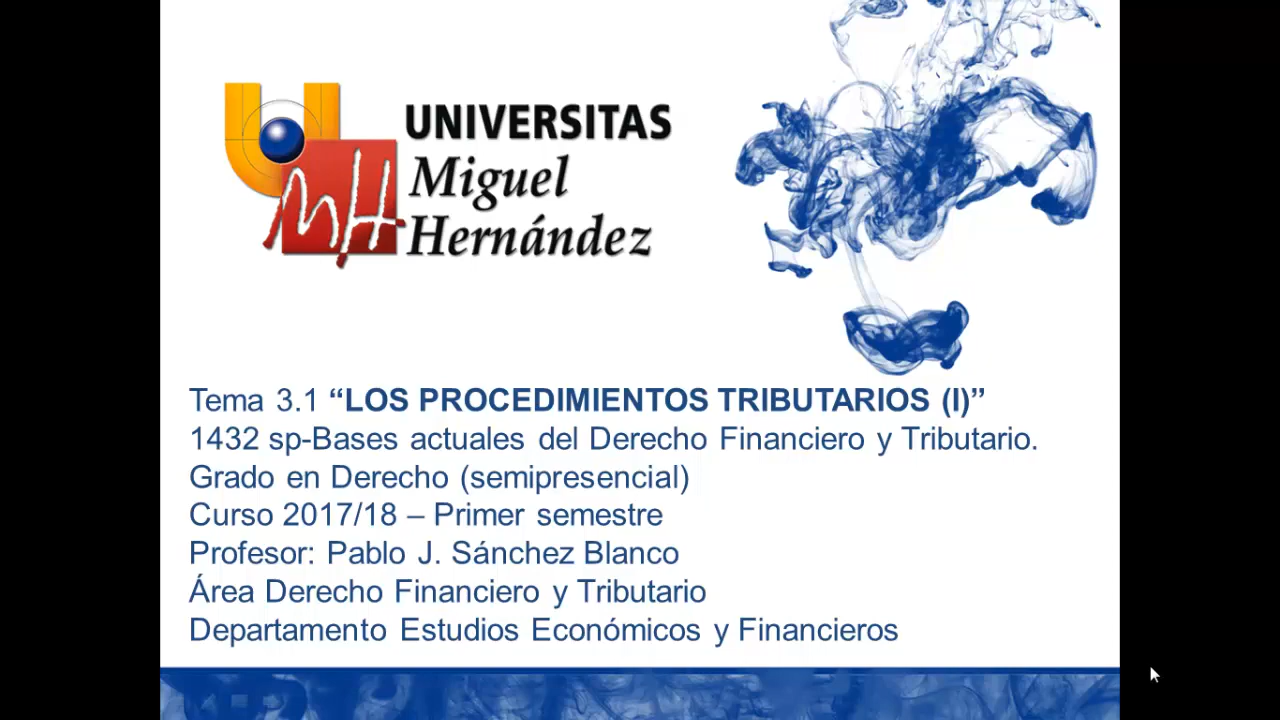 UMH
UNIVERSITAS
Miguel
Hernández
Tema 3.1 “LOS PROCEDIMIENTOS TRIBUTARIOS (I)”
1432 sp-Bases actuales del Derecho Financiero y Tributario.
Grado en Derecho (semipresencial)
Curso 2017/18 – Primer semestre
Profesor: Pablo J. Sánchez Blanco
Área Derecho Financiero y Tributario
Departamento Estudios Económicos y Financieros